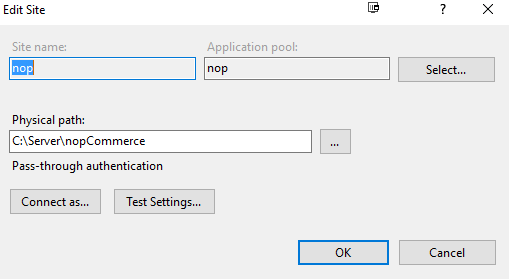 Edit Site
?
Site name: Application pool:
nop nop Select...
Physical path:
C:\Server\nopCommerce ...
Pass-through authentication
Connect as... Test Settings...
OK Cancel